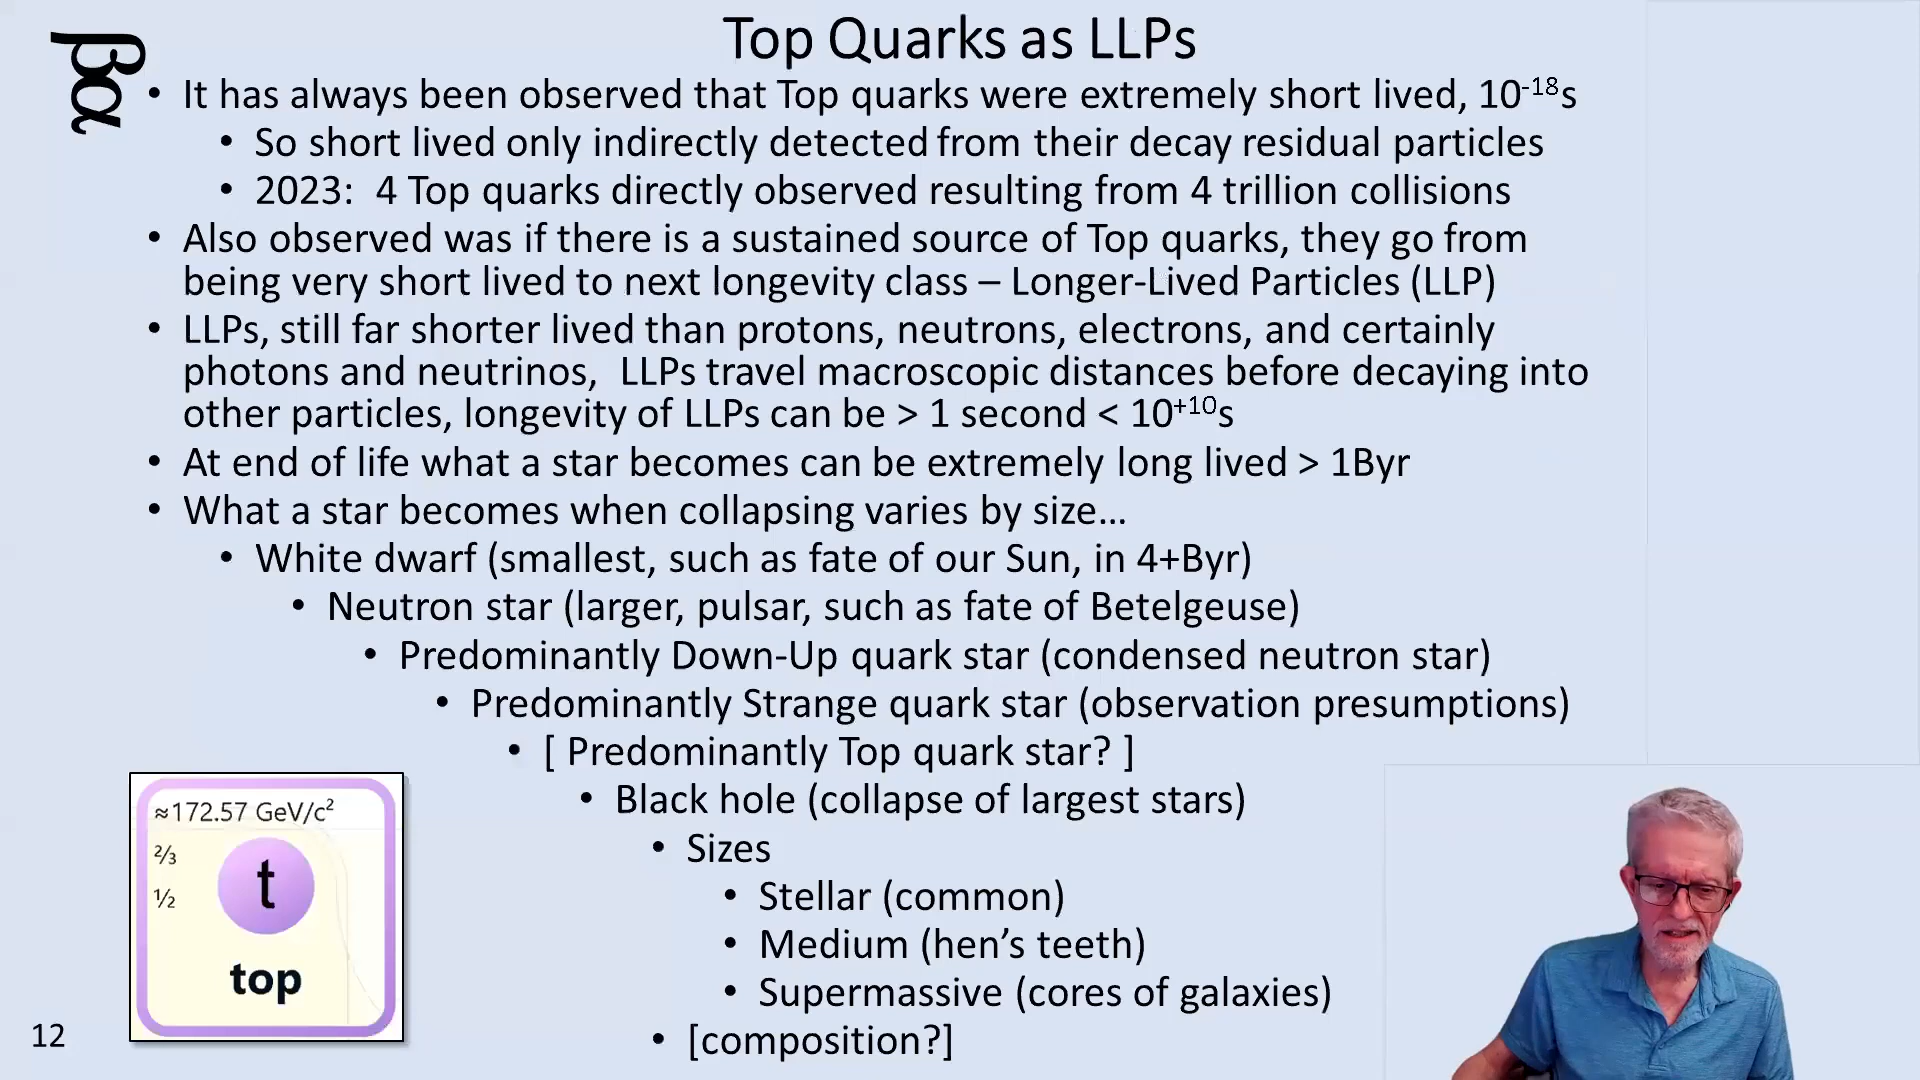 Top Quarks as LLPs
βα
• It has always been observed that Top quarks were extremely short lived, 10⁻¹⁸s
• So short lived only indirectly detected from their decay residual particles
• 2023:  4 Top quarks directly observed resulting from 4 trillion collisions
• Also observed was if there is a sustained source of Top quarks, they go from
being very short lived to next longevity class – Longer-Lived Particles (LLP)
• LLPs, still far shorter lived than protons, neutrons, electrons, and certainly
photons and neutrinos,  LLPs travel macroscopic distances before decaying into
other particles, longevity of LLPs can be > 1 second < 10⁺¹⁰s
• At end of life what a star becomes can be extremely long lived > 1Byr
• What a star becomes when collapsing varies by size…
• White dwarf (smallest, such as fate of our Sun, in 4+Byr)
• Neutron star (larger, pulsar, such as fate of Betelgeuse)
• Predominantly Down-Up quark star (condensed neutron star)
• Predominantly Strange quark star (observation presumptions)
• [ Predominantly Top quark star? ]
• Black hole (collapse of largest stars)
• Sizes
• Stellar (common)
• Medium (hen’s teeth)
• Supermassive (cores of galaxies)
• [composition?]
≈172.57 GeV/c²
⅔
½
t
top
12